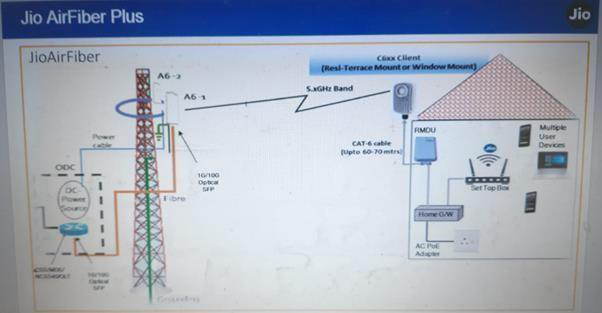 Jio AirFiber Plus
Jio
JioAirFiber
A6-2
A6-1
C6xx Client
(Resi-Terrace Mount or Window Mount)
5.xGHz Band
Power
cable
CAT-6 cable
(Upto 60-70 mtrs)
RMDU
Multiple
User
Devices
Jio
ODC
DC-
Power
Source
1G/10G
Optical
SFP
Fibre
Set Top Box
Home G/W
AC PoE
Adapter
1G/10G
Optical
SFP
Grounding